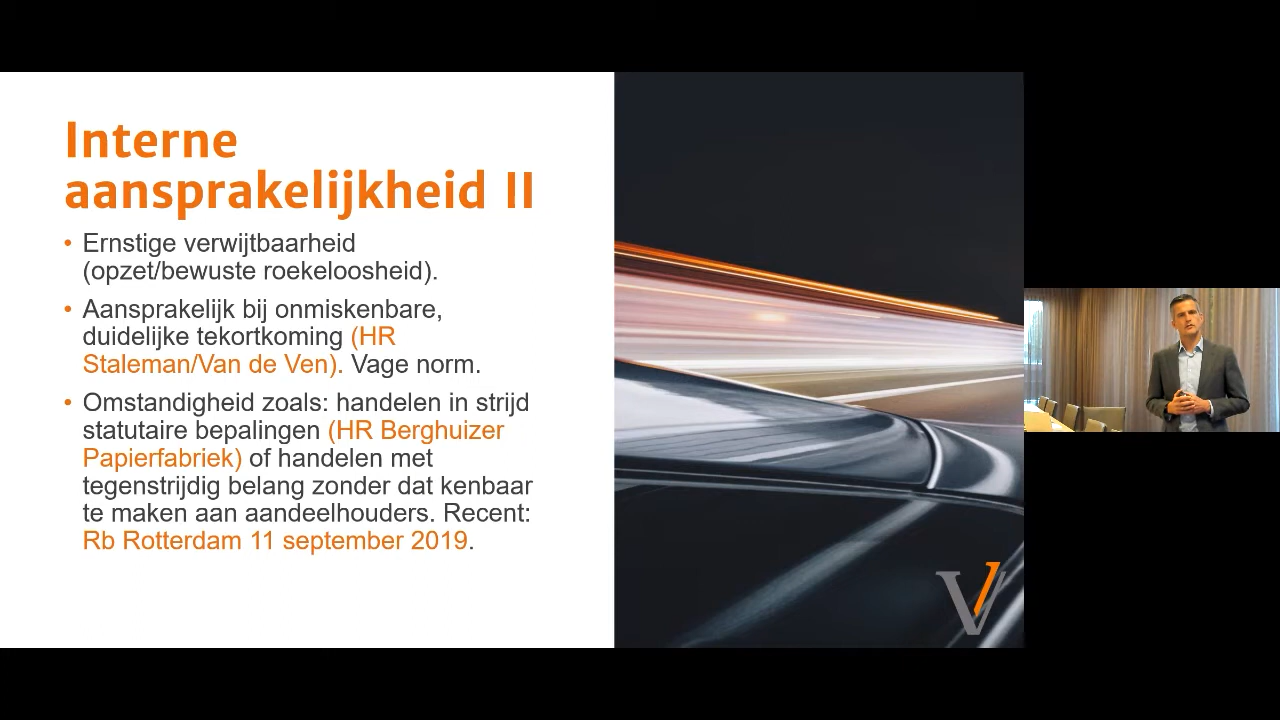 Interne
aansprakelijkheid II
• Ernstige verwijtbaarheid
(opzet/bewuste roekeloosheid).
• Aansprakelijk bij onmiskenbare,
duidelijke tekortkoming (HR
Staleman/Van de Ven). Vage norm.
• Omstandigheid zoals: handelen in strijd
statutaire bepalingen (HR Berghuizer
Papierfabriek) of handelen met
tegenstrijdig belang zonder dat kenbaar
te maken aan aandeelhouders. Recent:
Rb Rotterdam 11 september 2019.